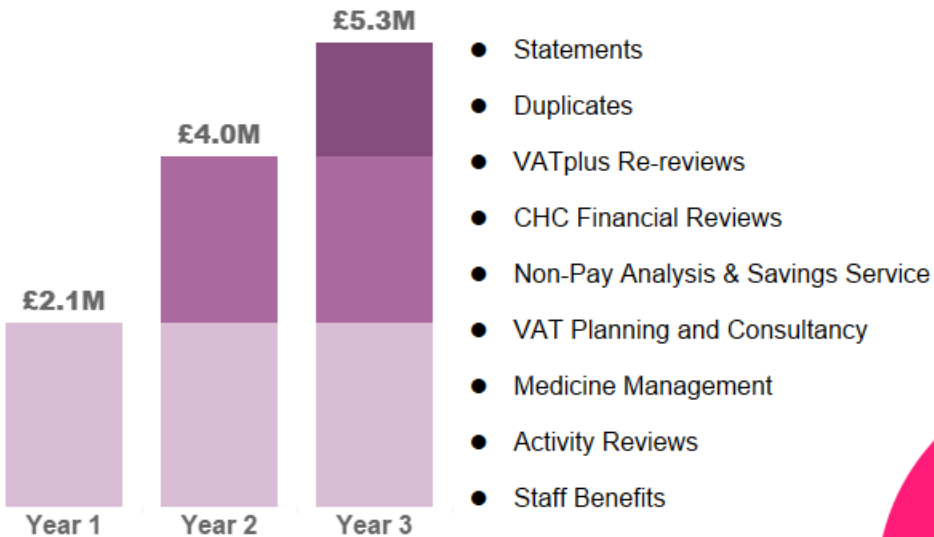 £5.3M
£4.0M
£2.1M
Year 1
Year 2
Year 3
● Statements
● Duplicates
● VATplus Re-reviews
● CHC Financial Reviews
● Non-Pay Analysis & Savings Service
● VAT Planning and Consultancy
● Medicine Management
● Activity Reviews
● Staff Benefits